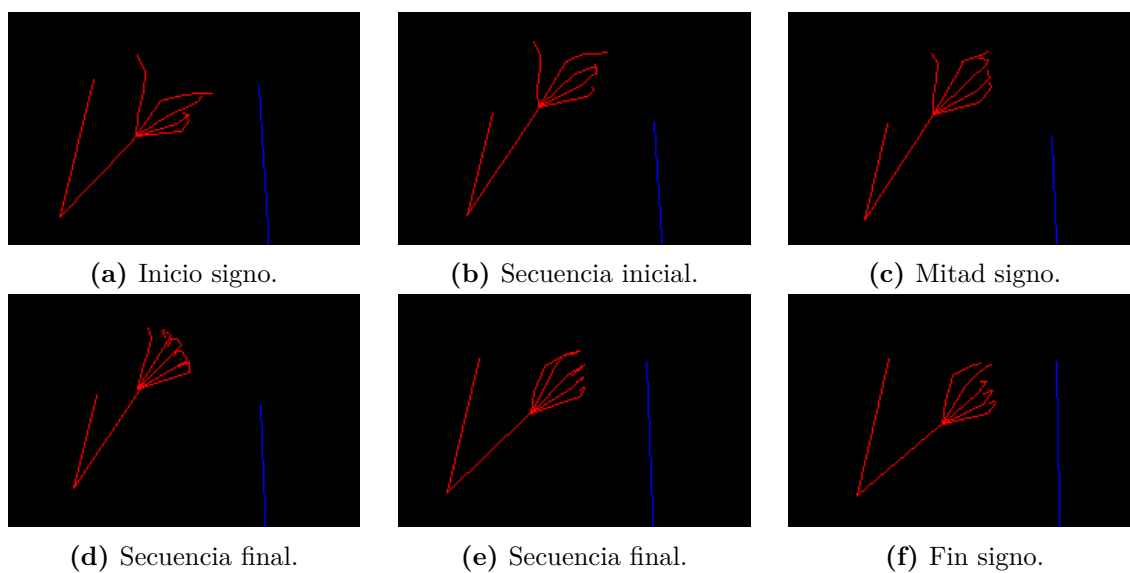 (a) Inicio signo.
(b) Secuencia inicial.
(c) Mitad signo.
(d) Secuencia final.
(e) Secuencia final.
(f) Fin signo.